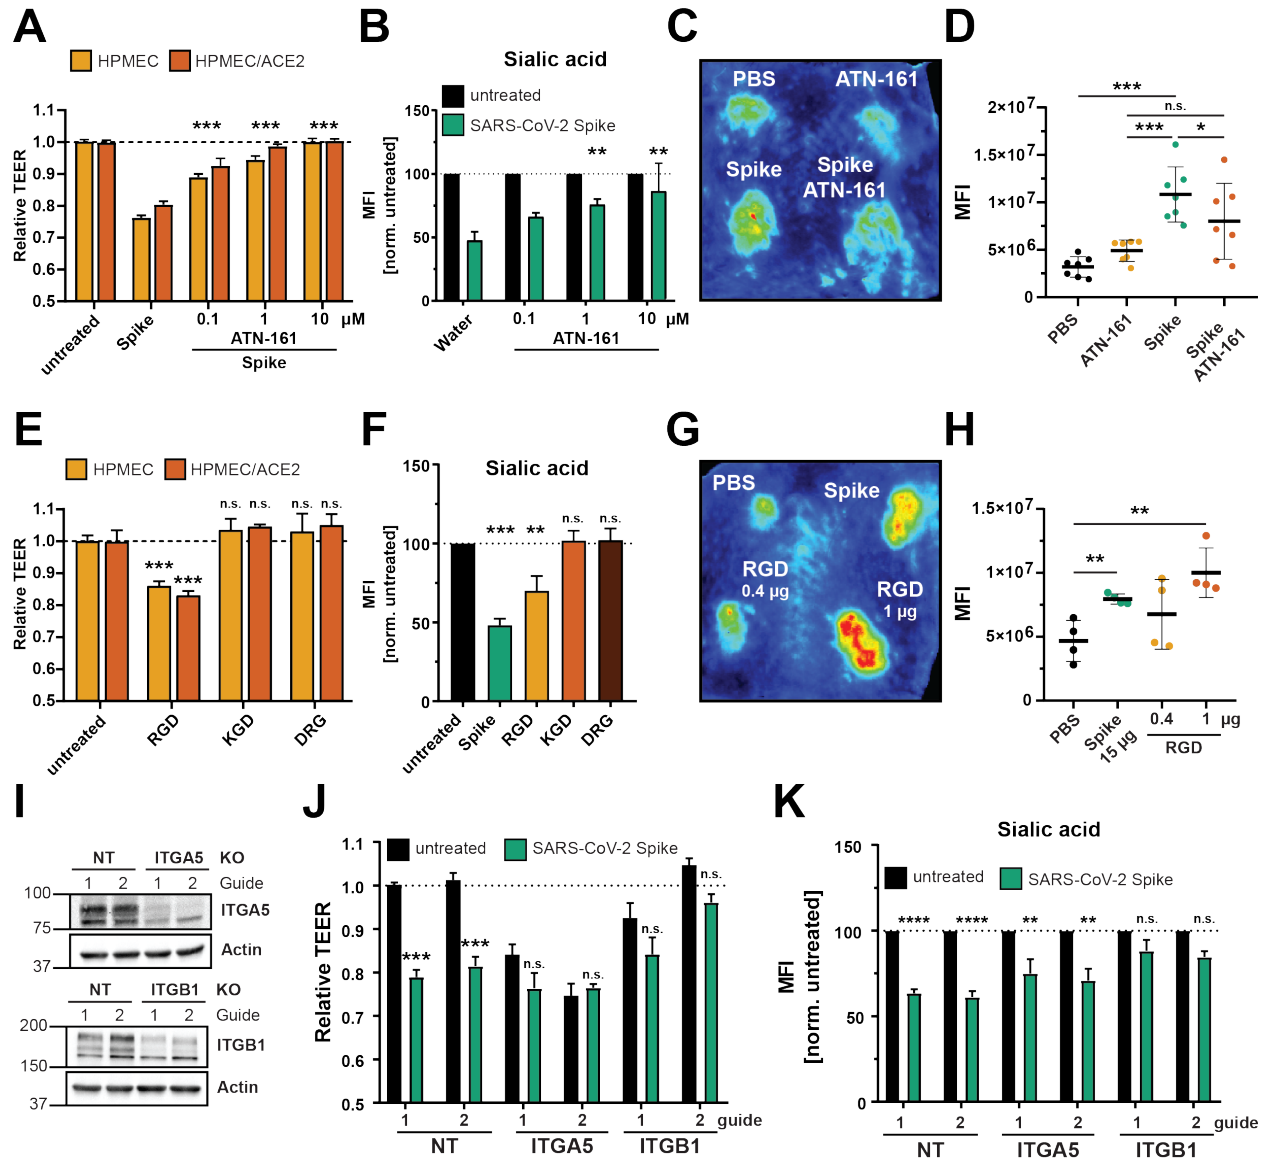 A
HPMEC
HPMEC/ACE2
Relative TEER
1.1
1.0
0.9
0.8
0.7
0.6
0.5
***
***
***
untreated
Spike
0.1
1
10
µM
ATN-161
Spike
B
Sialic acid
untreated
SARS-CoV-2 Spike
MFI
[norm. untreated]
150
100
50
0
**
**
Water
0.1
1
10
µM
ATN-161
C
PBS
ATN-161
Spike
Spike
ATN-161
D
MFI
2×10⁷
1.5×10⁷
1×10⁷
5×10⁶
0
***
n.s.
***
*
PBS
ATN-161
Spike
Spike
ATN-161
E
HPMEC
HPMEC/ACE2
Relative TEER
1.1
1.0
0.9
0.8
0.7
0.6
0.5
***
***
n.s.
n.s.
n.s.
n.s.
untreated
RGD
KGD
DRG
F
Sialic acid
MFI
[norm. untreated]
150
100
50
0
***
**
n.s.
n.s.
untreated
Spike
RGD
KGD
DRG
G
PBS
Spike
RGD
0.4 µg
RGD
1 µg
H
MFI
1.5×10⁷
1×10⁷
5×10⁶
0
**
**
PBS
Spike
15 µg
0.4
1
µg
RGD
I
NT
ITGA5
KO
1
2
1
2
Guide
100
75
ITGA5
37
Actin
NT
ITGB1
KO
1
2
1
2
Guide
200
150
ITGB1
37
Actin
J
untreated
SARS-CoV-2 Spike
Relative TEER
1.1
1.0
0.9
0.8
0.7
0.6
0.5
***
***
n.s.
n.s.
n.s.
n.s.
1
2
1
2
1
2
guide
NT
ITGA5
ITGB1
K
Sialic acid
untreated
SARS-CoV-2 Spike
MFI
[norm. untreated]
150
100
50
0
****
****
**
**
n.s.
n.s.
1
2
1
2
1
2
guide
NT
ITGA5
ITGB1